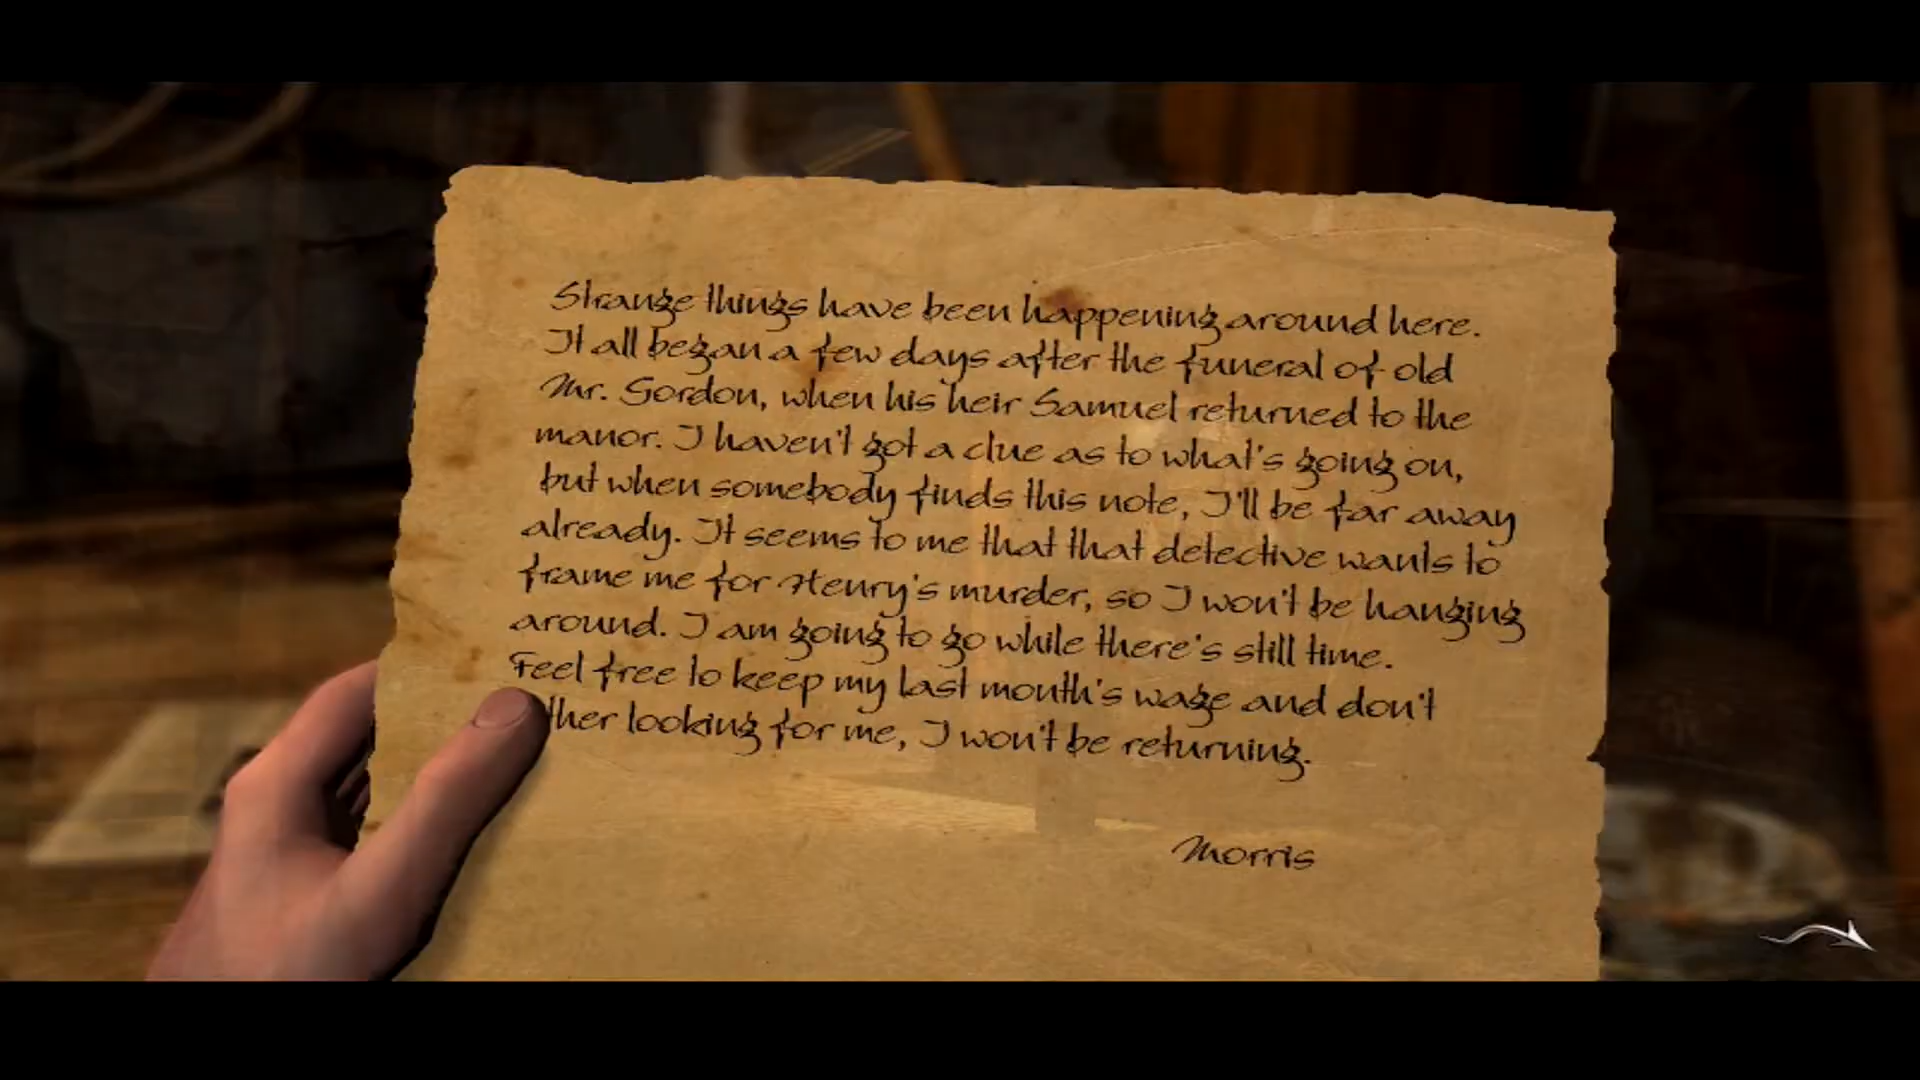 Strange things have been happening around here.
It all began a few days after the funeral of old
Mr. Gordon, when his heir Samuel returned to the
manor. I haven't got a clue as to what's going on,
but when somebody finds this note, I'll be far away
already. It seems to me that that detective wants to
frame me for Henry's murder, so I won't be hanging
around. I am going to go while there's still time.
Feel free to keep my last month's wage and don't
looking for me, I won't be returning.
Morris